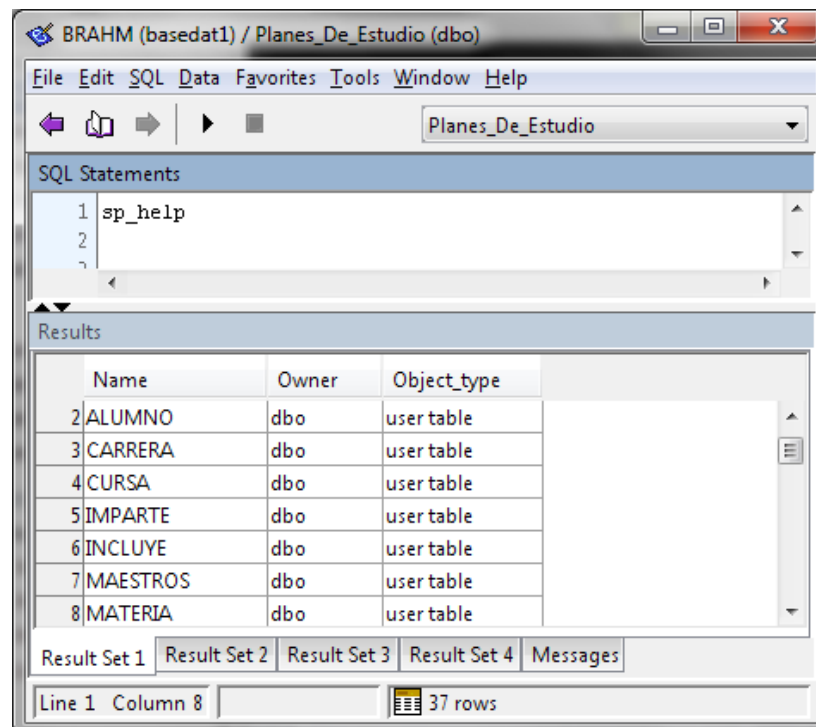 BRAHM (basedat1) / Planes_De_Estudio (dbo)
File Edit SQL Data Favorites Tools Window Help
Planes_De_Estudio
SQL Statements
1 sp_help
2
Results
Name Owner Object_type
2 ALUMNO dbo user table
3 CARRERA dbo user table
4 CURSA dbo user table
5 IMPARTE dbo user table
6 INCLUYE dbo user table
7 MAESTROS dbo user table
8 MATERIA dbo user table
Result Set 1 Result Set 2 Result Set 3 Result Set 4 Messages
Line 1 Column 8 37 rows